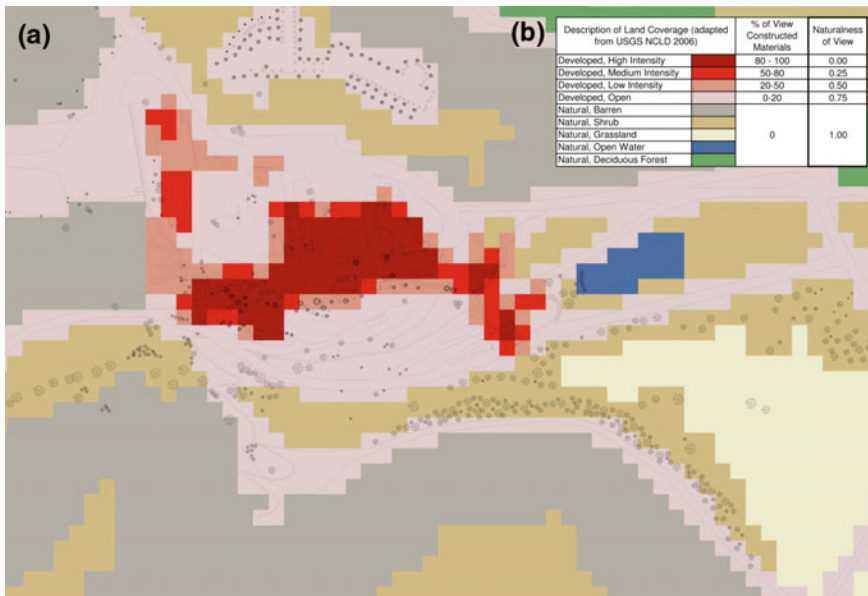 (a)
(b)
Description of Land Coverage (adapted from USGS NCLD 2006) % of View Constructed Materials Naturalness of View
Developed, High Intensity 80 - 100 0.00
Developed, Medium Intensity 50-80 0.25
Developed, Low Intensity 20-50 0.50
Developed, Open 0-20 0.75
Natural, Barren
Natural, Shrub
Natural, Grassland 0 1.00
Natural, Open Water
Natural, Deciduous Forest